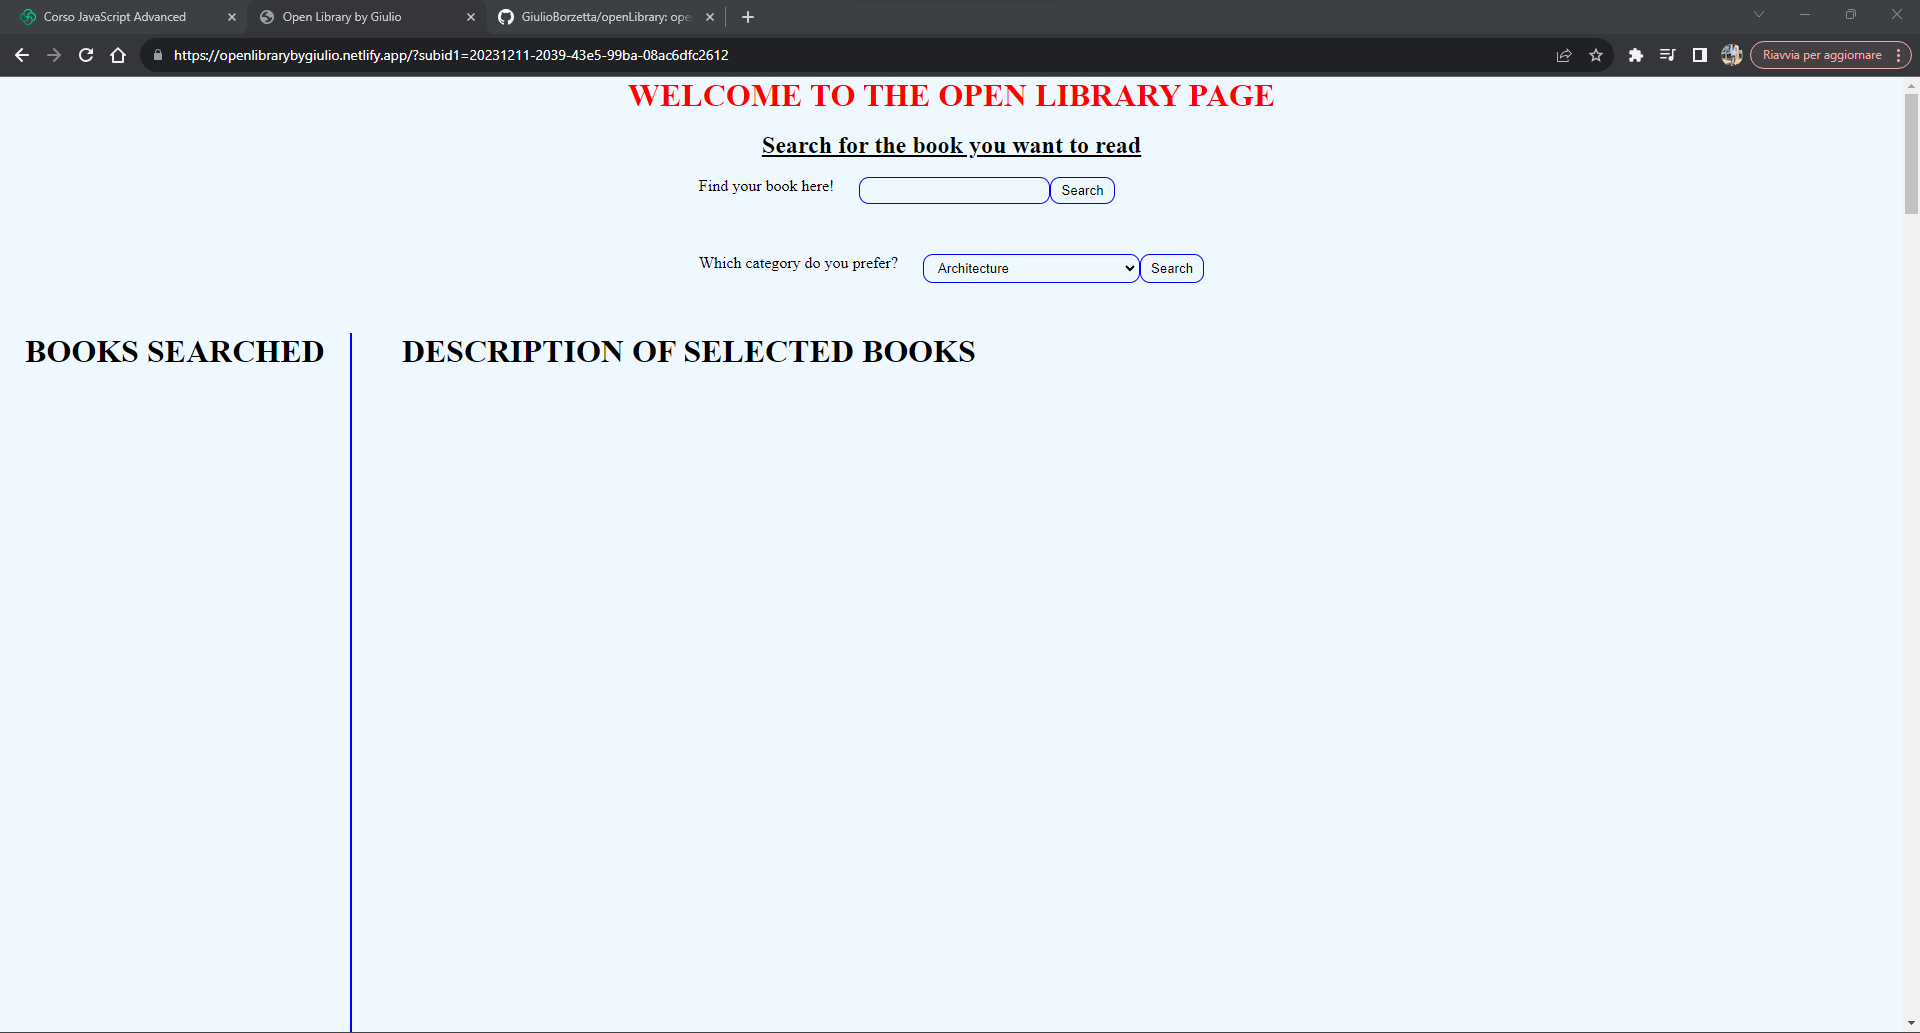 Corso JavaScript Advanced
Open Library by Giulio
GiulioBorzetta/openLibrary: ope
https://openlibrarybygiulio.netlify.app/?subid1=20231211-2039-43e5-99ba-08ac6dfc2612
Riavvia per aggiornare
WELCOME TO THE OPEN LIBRARY PAGE
Search for the book you want to read
Find your book here! Search
Which category do you prefer? Architecture Search
BOOKS SEARCHED
DESCRIPTION OF SELECTED BOOKS